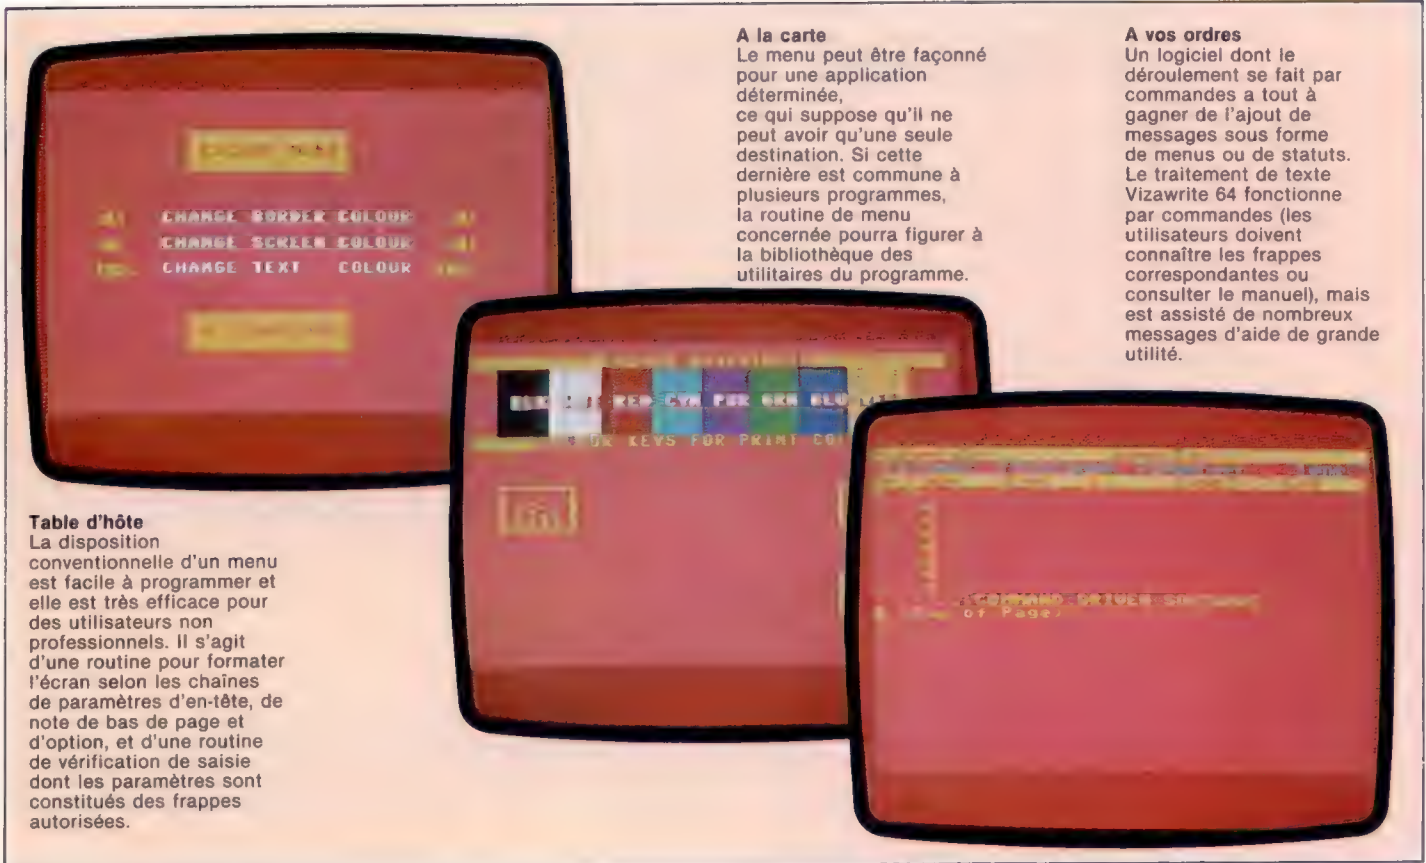 CHANGE BORDER COLOUR
CHANGE SCREEN COLOUR
CHANGE TEXT COLOUR
Table d'hôte
La disposition
conventionnelle d'un menu
est facile à programmer et
elle est très efficace pour
des utilisateurs non
professionnels. Il s'agit
d'une routine pour formater
l'écran selon les chaînes
de paramètres d'en-tête, de
note de bas de page et
d'option, et d'une routine
de vérification de saisie
dont les paramètres sont
constitués des frappes
autorisées.
A la carte
Le menu peut être façonné
pour une application
déterminée,
ce qui suppose qu'il ne
peut avoir qu'une seule
destination. Si cette
dernière est commune à
plusieurs programmes,
la routine de menu
concernée pourra figurer à
la bibliothèque des
utilitaires du programme.
BLK RED CYN PUR GRN BLU
OR KEYS FOR PRINT
A vos ordres
Un logiciel dont le
déroulement se fait par
commandes a tout à
gagner de l'ajout de
messages sous forme
de menus ou de statuts.
Le traitement de texte
Vizawrite 64 fonctionne
par commandes (les
utilisateurs doivent
connaître les frappes
correspondantes ou
consulter le manuel), mais
est assisté de nombreux
messages d'aide de grande
utilité.
COMMAND DRIVEN SOFTWARE
of Page